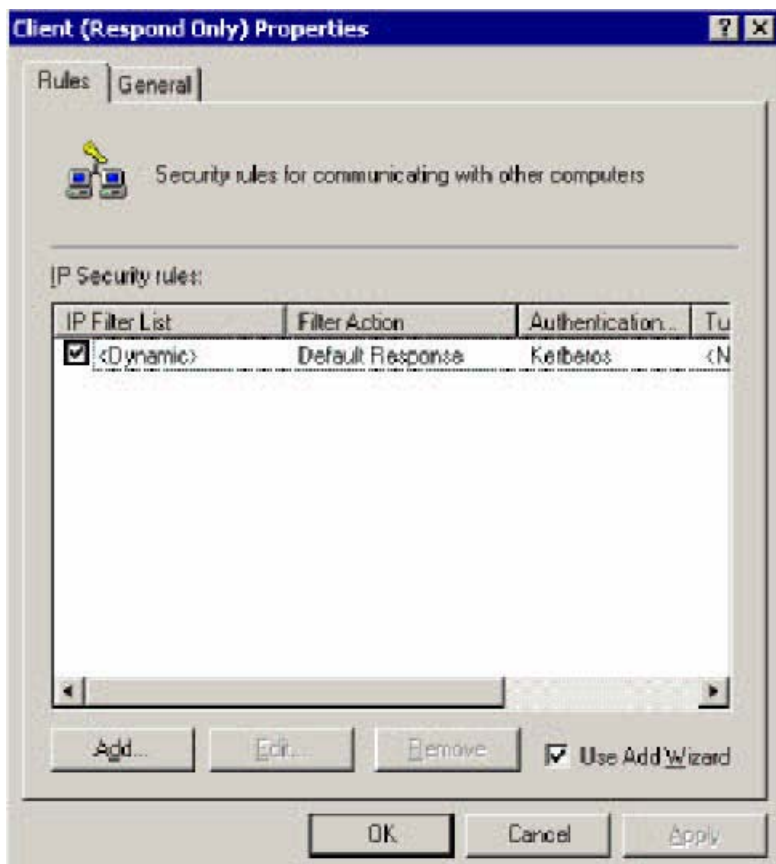 Client (Respond Only) Properties
Rules General
Security rules for communicating with other computers
IP Security rules:
IP Filter List Filter Action Authentication... Tu
<Dynamic> Default Response Kerberos <N
Add... Edit... Remove Use Add Wizard
OK Cancel Apply